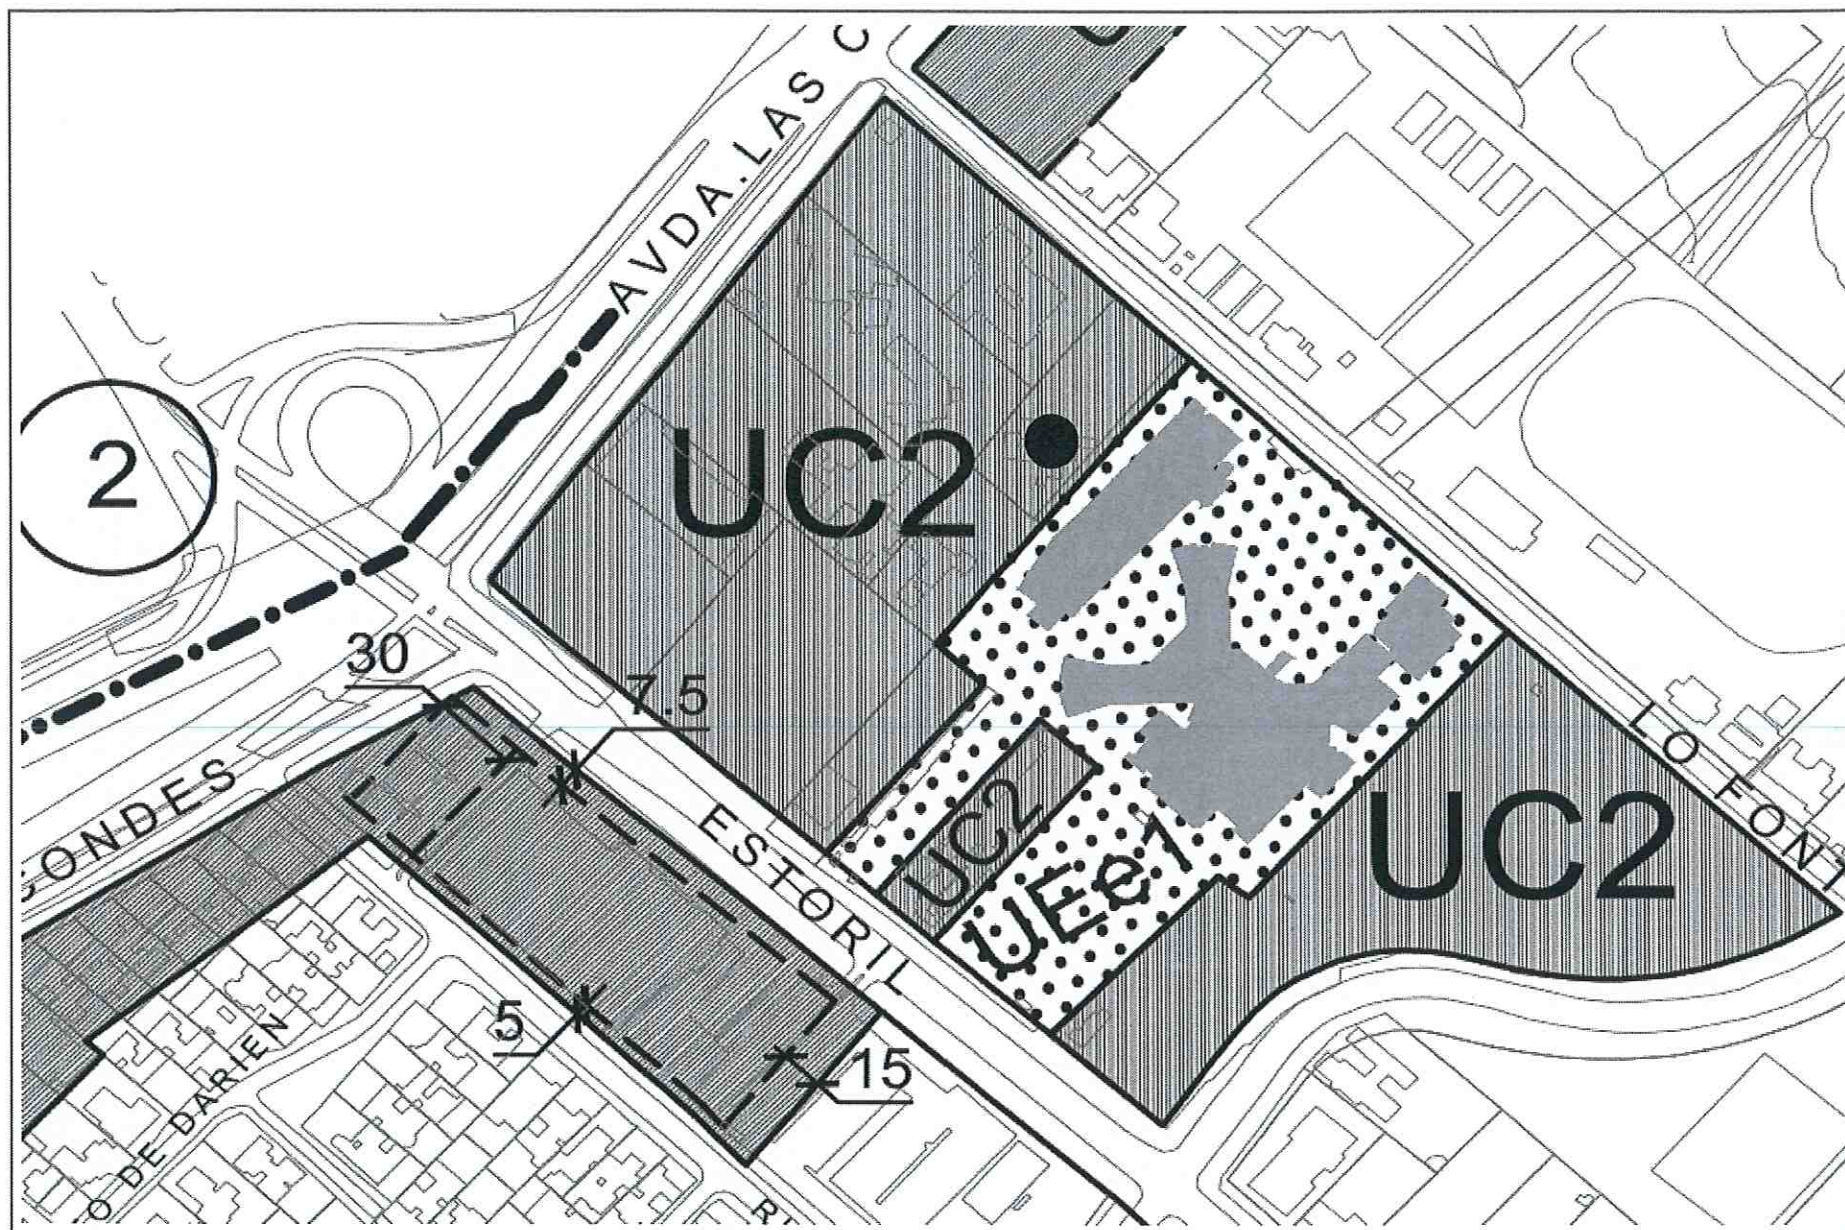 AVDA. LAS C
2
UC2
30
7.5
CONDES
ESTORIL
UC2
UEe1
UC2
LO FONT
5
15
O DE DARIEN